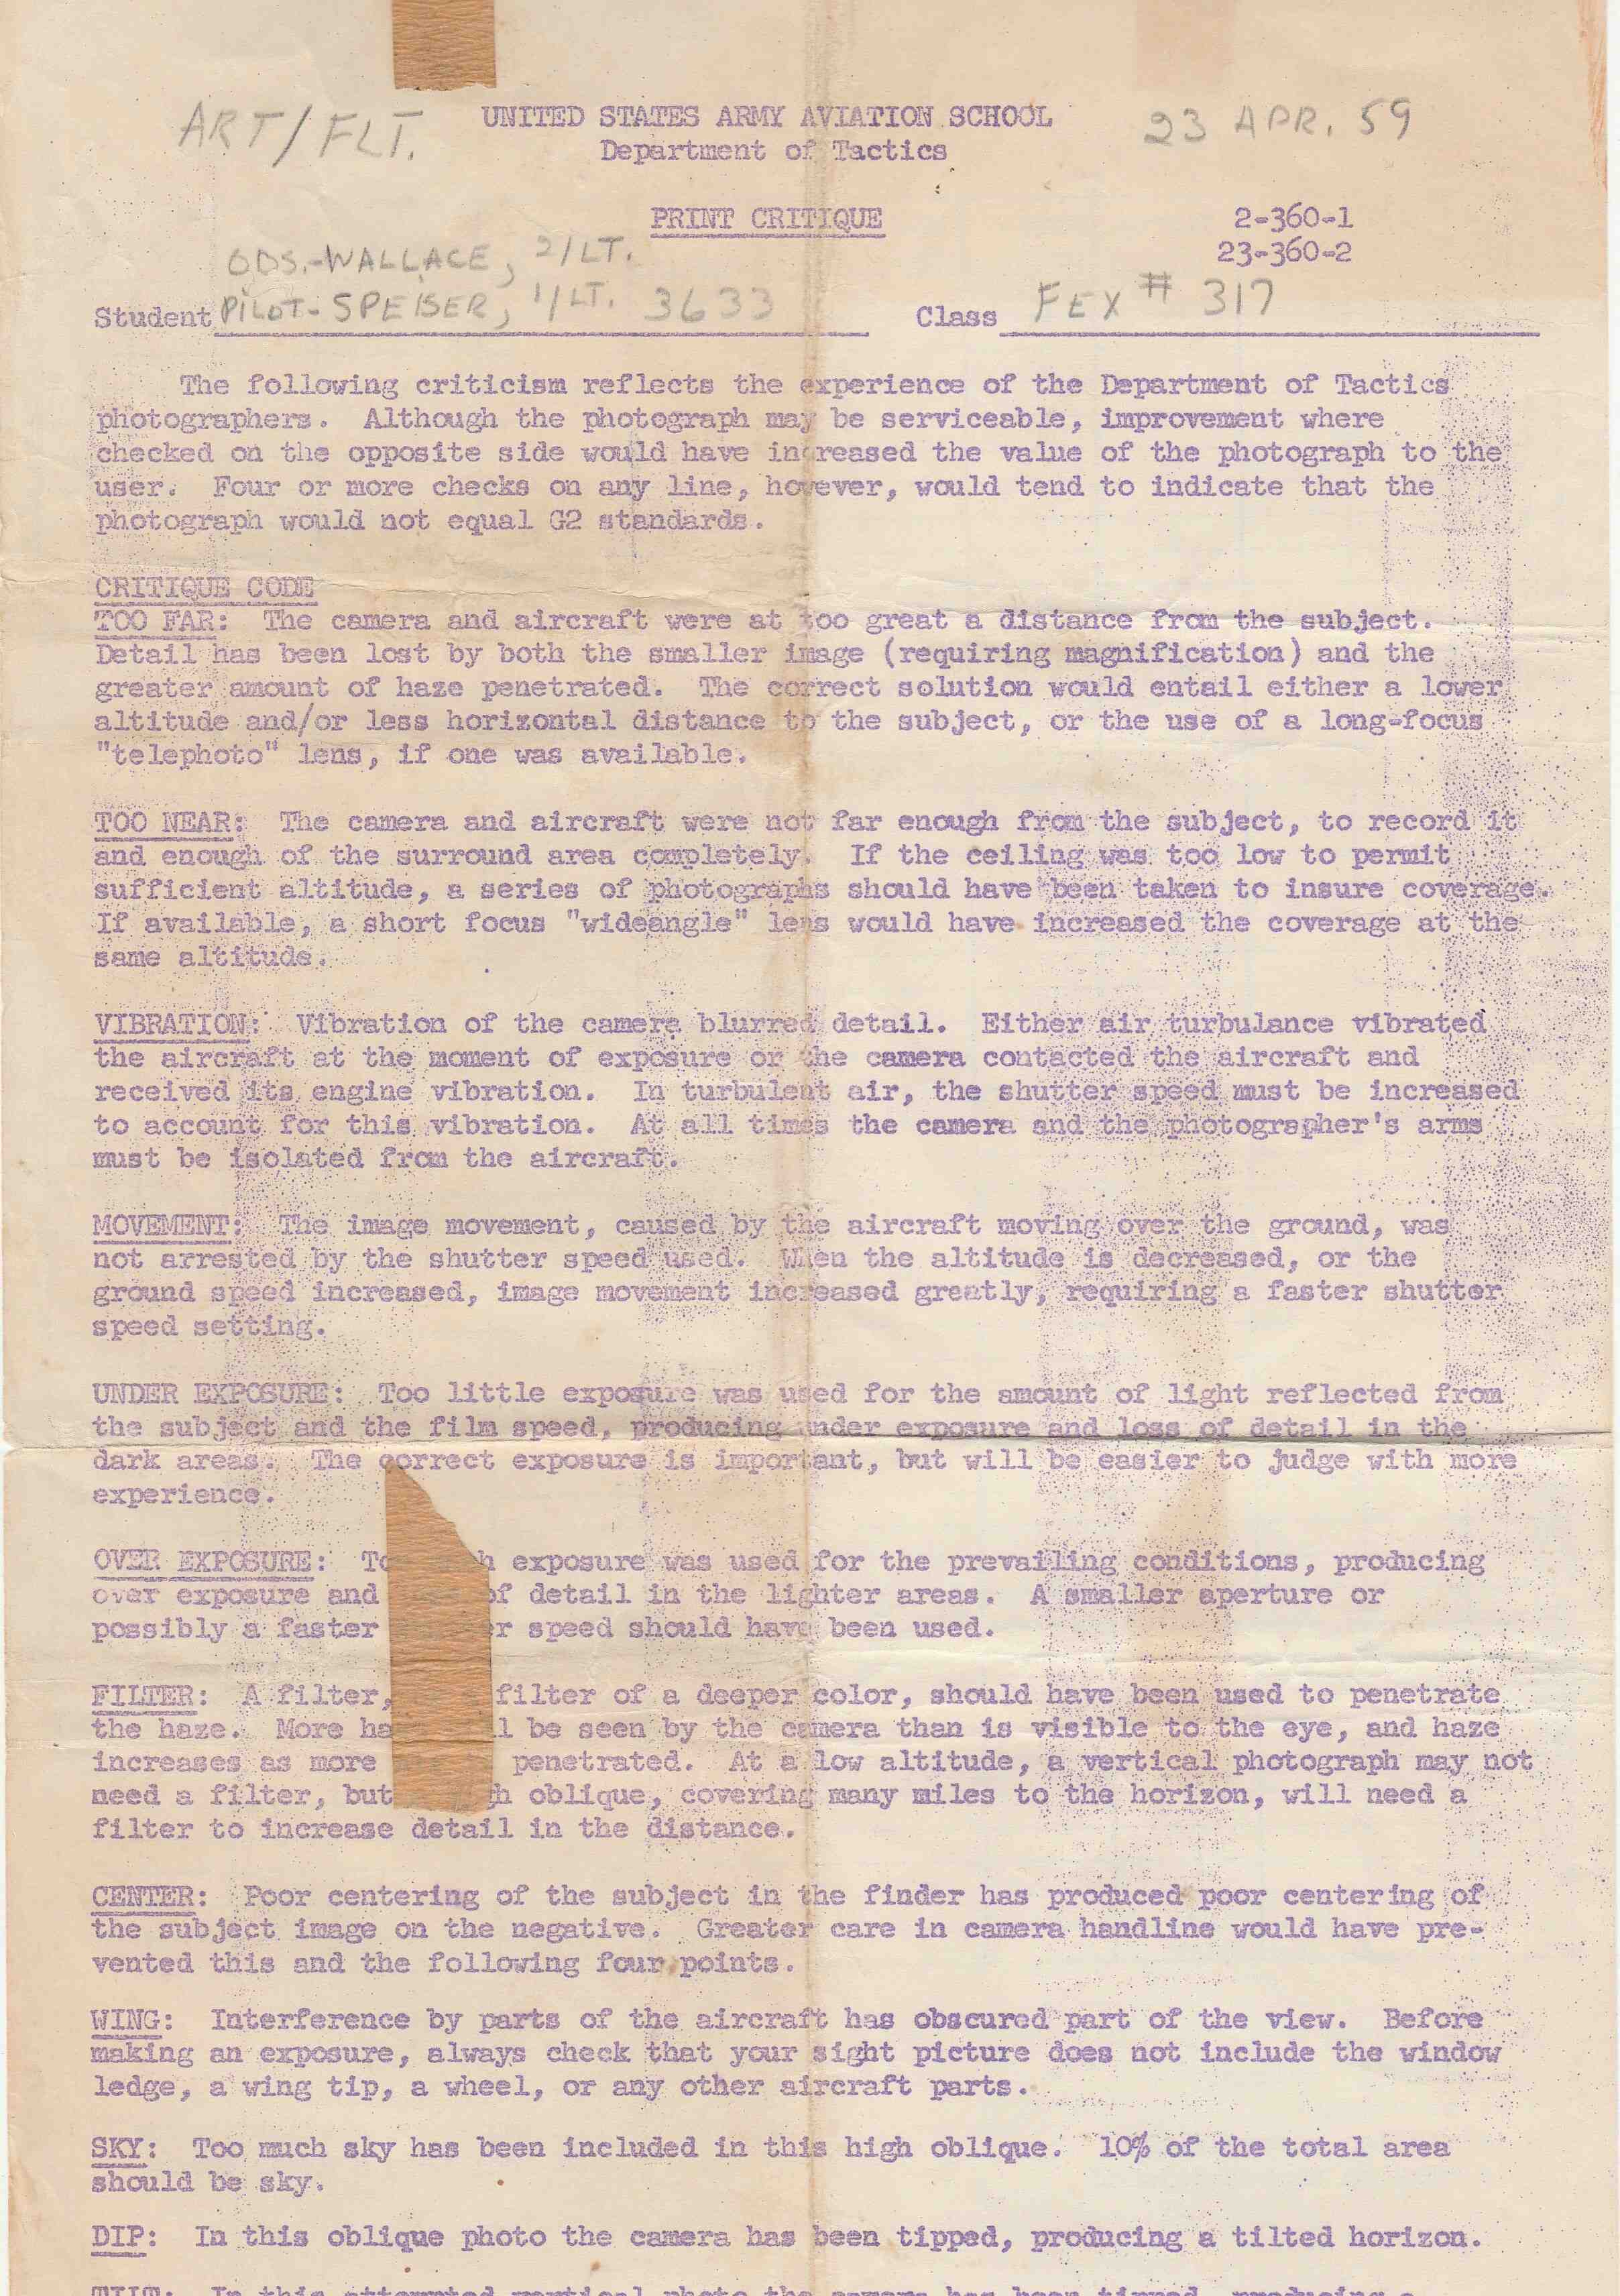 ART/FLT.
UNITED STATES ARMY AVIATION SCHOOL
23 APR. 59
Department of Tactics
PRINT CRITIQUE
2-360-1
23-360-2
OBS.-WALLACE, 2/LT.
Student PILOT-SPEISER, 1/LT. 3633 Class FEX # 317
The following criticism reflects the experience of the Department of Tactics
photographers. Although the photograph may be serviceable, improvement where
checked on the opposite side would have increased the value of the photograph to the
user. Four or more checks on any line, however, would tend to indicate that the
photograph would not equal G2 standards.
CRITIQUE CODE
TOO FAR: The camera and aircraft were at too great a distance from the subject.
Detail has been lost by both the smaller image (requiring magnification) and the
greater amount of haze penetrated. The correct solution would entail either a lower
altitude and/or less horizontal distance to the subject, or the use of a long-focus
"telephoto" lens, if one was available.
TOO NEAR: The camera and aircraft were not far enough from the subject, to record it
and enough of the surround area completely. If the ceiling was too low to permit
sufficient altitude, a series of photographs should have been taken to insure coverage.
If available, a short focus "wideangle" lens would have increased the coverage at the
same altitude.
VIBRATION: Vibration of the camera blurred detail. Either air turbulance vibrated
the aircraft at the moment of exposure or the camera contacted the aircraft and
received its engine vibration. In turbulent air, the shutter speed must be increased
to account for this vibration. At all times the camera and the photographer's arms
must be isolated from the aircraft.
MOVEMENT: The image movement, caused by the aircraft moving over the ground, was
not arrested by the shutter speed used. When the altitude is decreased, or the
ground speed increased, image movement increased greatly, requiring a faster shutter
speed setting.
UNDER EXPOSURE: Too little exposure was used for the amount of light reflected from
the subject and the film speed, producing under exposure and loss of detail in the
dark areas. The correct exposure is important, but will be easier to judge with more
experience.
OVER EXPOSURE: exposure was used for the prevailing conditions, producing
over exposure and of detail in the lighter areas. A smaller aperture or
possibly a faster speed should have been used.
FILTER: A filter, filter of a deeper color, should have been used to penetrate
the haze. More be seen by the camera than is visible to the eye, and haze
increases as more penetrated. At a low altitude, a vertical photograph may not
need a filter, but oblique, covering many miles to the horizon, will need a
filter to increase detail in the distance.
CENTER: Poor centering of the subject in the finder has produced poor centering of
the subject image on the negative. Greater care in camera handline would have pre-
vented this and the following four points.
WING: Interference by parts of the aircraft has obscured part of the view. Before
making an exposure, always check that your sight picture does not include the window
ledge, a wing tip, a wheel, or any other aircraft parts.
SKY: Too much sky has been included in this high oblique. 10% of the total area
should be sky.
DIP: In this oblique photo the camera has been tipped, producing a tilted horizon.